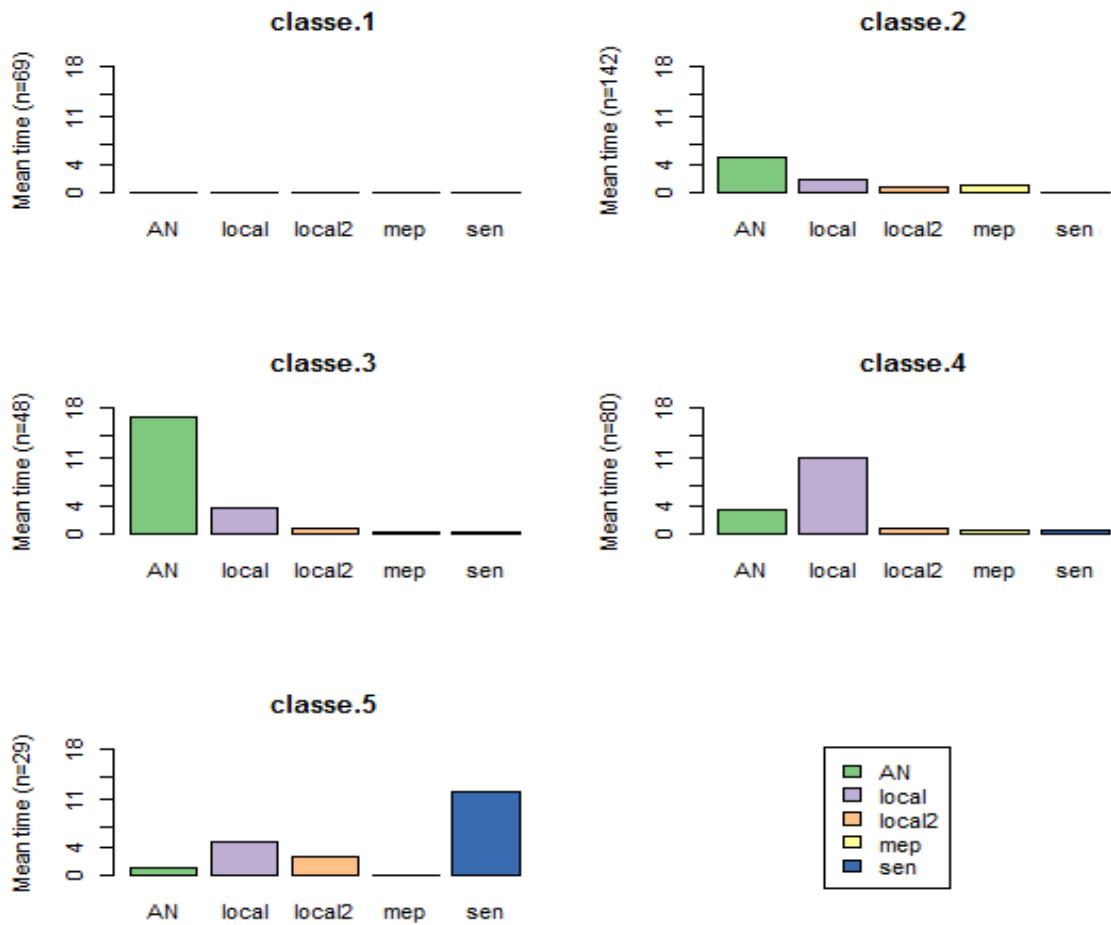 classe.1
Mean time (n=69)
18
11
4
0
AN local local2 mep sen
classe.2
Mean time (n=142)
18
11
4
0
AN local local2 mep sen
classe.3
Mean time (n=48)
18
11
4
0
AN local local2 mep sen
classe.4
Mean time (n=80)
18
11
4
0
AN local local2 mep sen
classe.5
Mean time (n=29)
18
11
4
0
AN local local2 mep sen
AN
local
local2
mep
sen